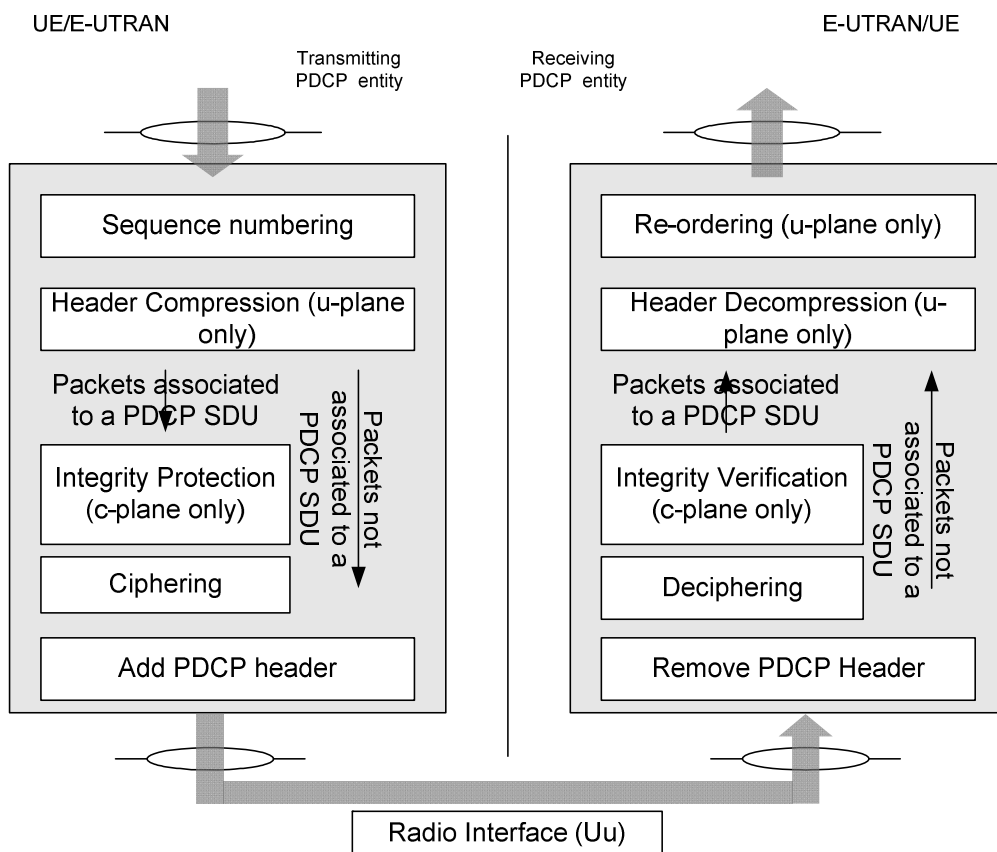 UE/E-UTRAN
E-UTRAN/UE
Transmitting
PDCP entity
Receiving
PDCP entity
Sequence numbering
Header Compression (u-plane
only)
Packets associated
to a PDCP SDU
Packets not
associated to a
PDCP SDU
Integrity Protection
(c-plane only)
Ciphering
Add PDCP header
Re-ordering (u-plane only)
Header Decompression (u-
plane only)
Packets associated
to a PDCP SDU
Packets not
associated to a
PDCP SDU
Integrity Verification
(c-plane only)
Deciphering
Remove PDCP Header
Radio Interface (Uu)